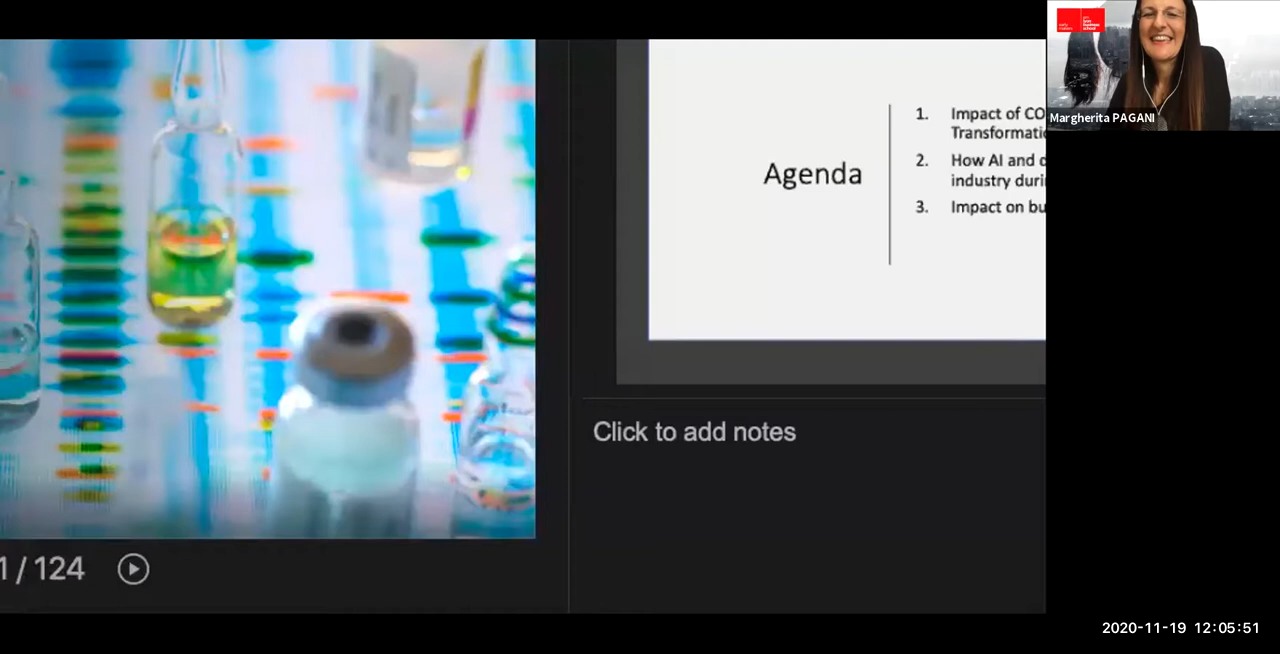 Agenda
1. Impact of CO
Transformatio
2. How AI and d
industry duri
3. Impact on bu
Click to add notes
1 / 124
Margherita PAGANI
2020-11-19 12:05:51